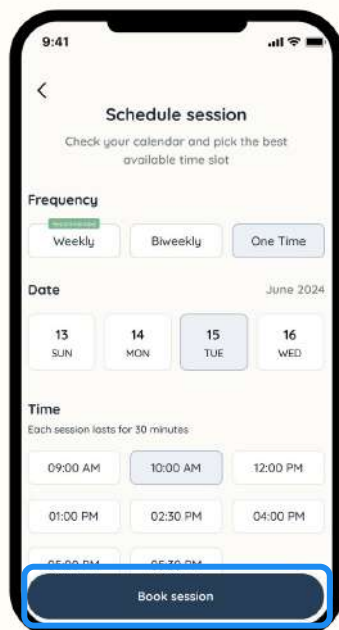 9:41
Schedule session
Check your calendar and pick the best
available time slot
Frequency
Weekly Biweekly One Time
Date June 2024
13 14 15 16
SUN MON TUE WED
Time
Each session lasts for 30 minutes
09:00 AM 10:00 AM 12:00 PM
01:00 PM 02:30 PM 04:00 PM
Book session